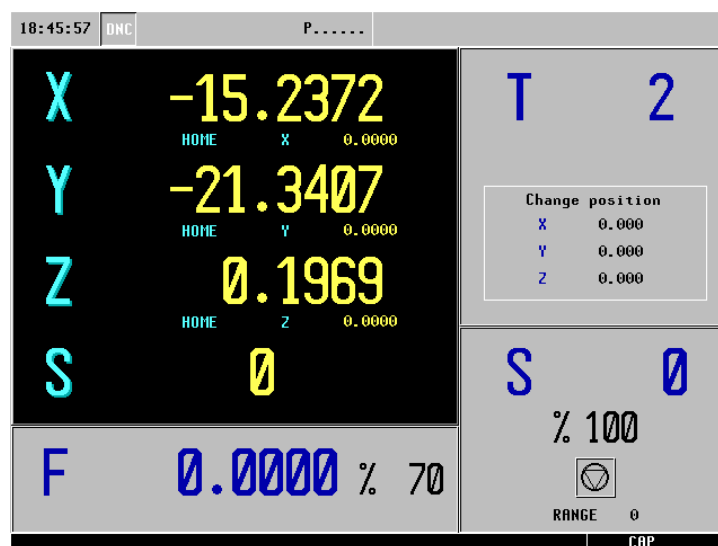 18:45:57 DNC P......
X -15.2372
HOME X 0.0000
Y -21.3407
HOME Y 0.0000
Z 0.1969
HOME Z 0.0000
S 0
F 0.0000 % 70
T 2
Change position
X 0.000
Y 0.000
Z 0.000
S 0
% 100
RANGE 0
CAP